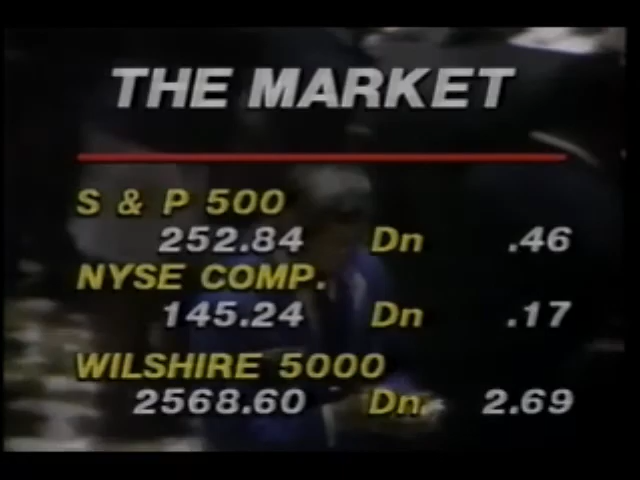 THE MARKET
S & P 500
252.84 Dn .46
NYSE COMP.
145.24 Dn .17
WILSHIRE 5000
2568.60 Dn. 2.69